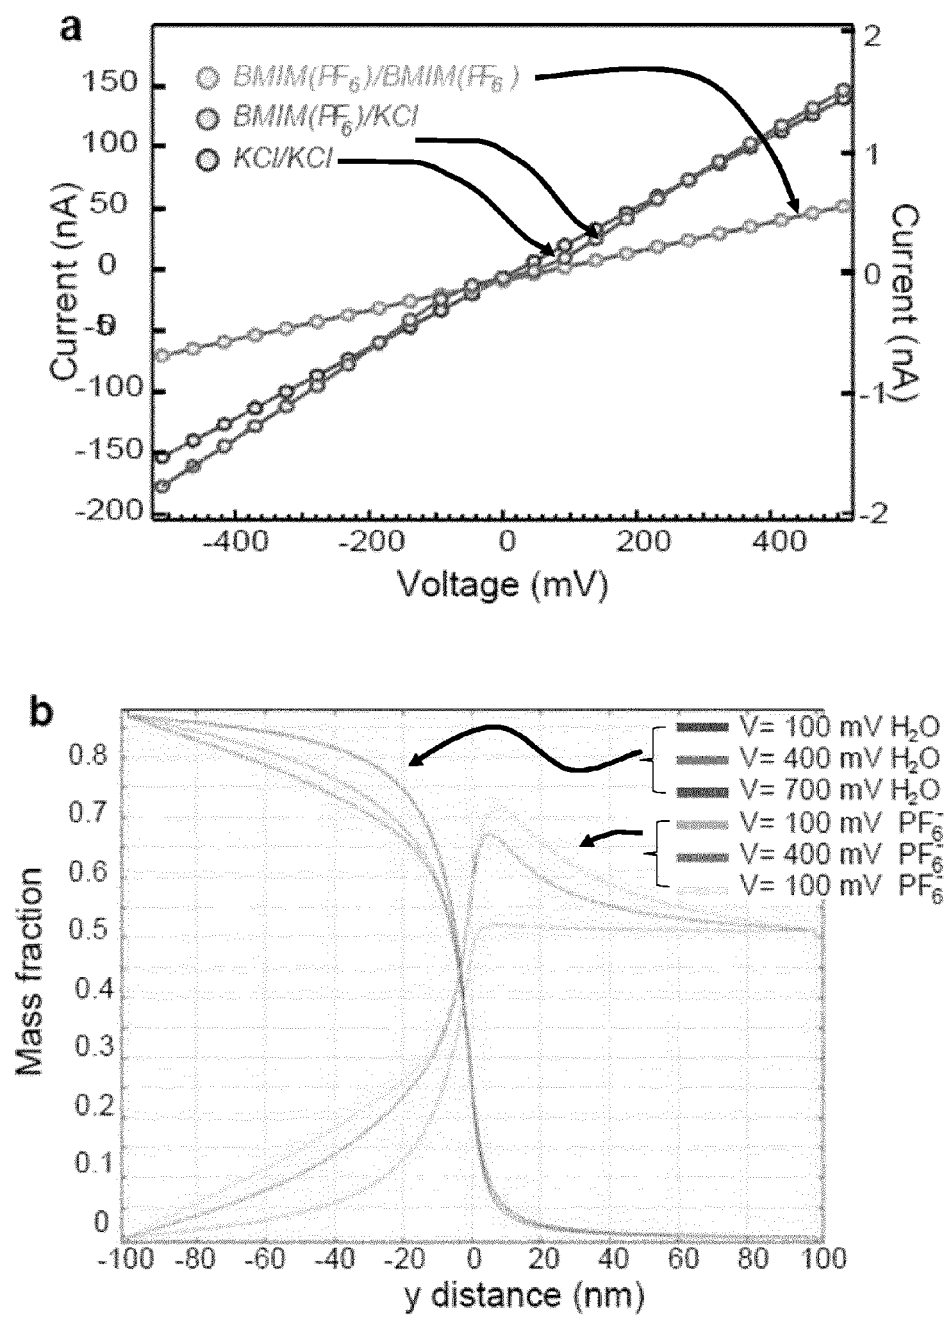 a
BMIM(PF6)/BMIM(PF6)
BMIM(PF6)/KCl
KCl/KCl
150
100
50
0
-50
-100
-150
-200
Current (nA)
2
1
0
-1
-2
Current (nA)
-400 -200 0 200 400
Voltage (mV)
b
V= 100 mV H2O
V= 400 mV H2O
V= 700 mV H2O
V= 100 mV PF6-
V= 400 mV PF6-
V= 100 mV PF6-
0.8
0.7
0.6
0.5
0.4
0.3
0.2
0.1
0
Mass fraction
-100 -80 -60 -40 -20 0 20 40 60 80 100
y distance (nm)